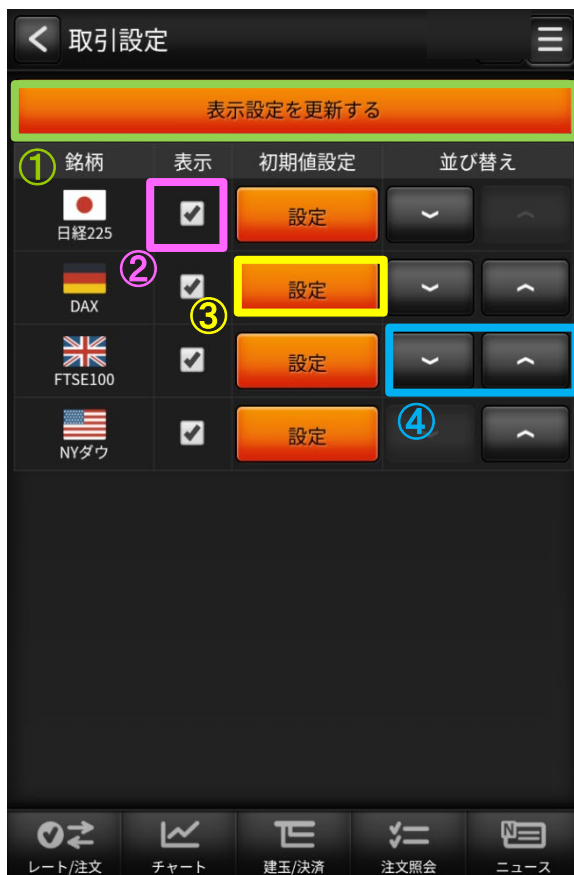 取引設定
表示設定を更新する
① 銘柄 表示 初期値設定 並び替え
日経225 設定
②
DAX 設定
③
FTSE100 設定
④
NYダウ 設定
レート/注文 チャート 建玉/決済 注文照会 N ニュース